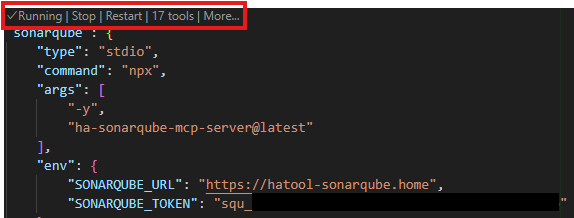 ✓Running | Stop | Restart | 17 tools | More...
"sonarqube": {
"type": "stdio",
"command": "npx",
"args": [
"-y",
"ha-sonarqube-mcp-server@latest"
],
"env": {
"SONARQUBE_URL": "https://hatool-sonarqube.home",
"SONARQUBE_TOKEN": "squ_